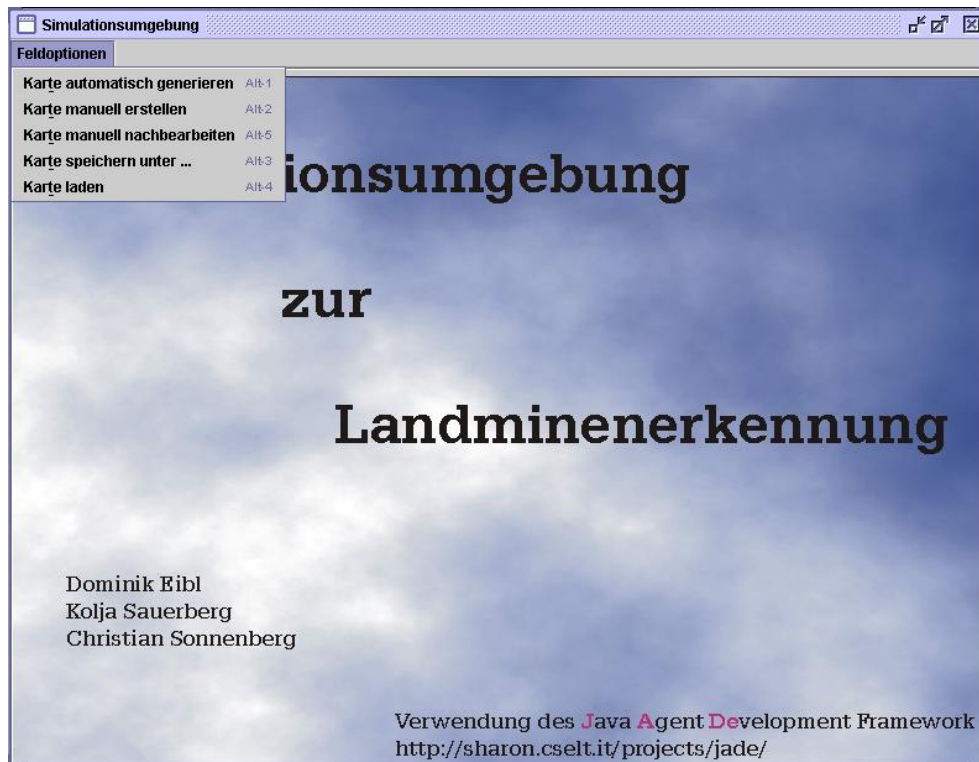 Simulationsumgebung
Feldoptionen
Karte automatisch generieren Alt-1
Karte manuell erstellen Alt-2
Karte manuell nachbearbeiten Alt-5
Karte speichern unter ... Alt-3
Karte laden Alt-4
ionsumgebung
zur
Landminenerkennung
Dominik Eibl
Kolja Sauerberg
Christian Sonnenberg
Verwendung des Java Agent Development Framework
http://sharon.cselt.it/projects/jade/